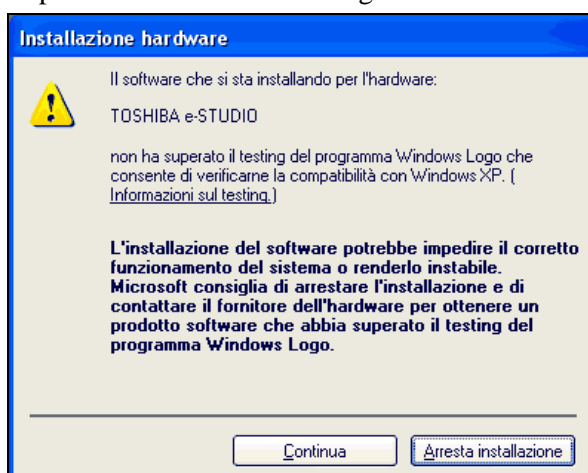 Installazione hardware
Il software che si sta installando per l'hardware:
TOSHIBA e-STUDIO
non ha superato il testing del programma Windows Logo che
consente di verificarne la compatibilità con Windows XP. (
Informazioni sul testing.)
L'installazione del software potrebbe impedire il corretto
funzionamento del sistema o renderlo instabile.
Microsoft consiglia di arrestare l'installazione e di
contattare il fornitore dell'hardware per ottenere un
prodotto software che abbia superato il testing del
programma Windows Logo.
Continua
Arresta installazione